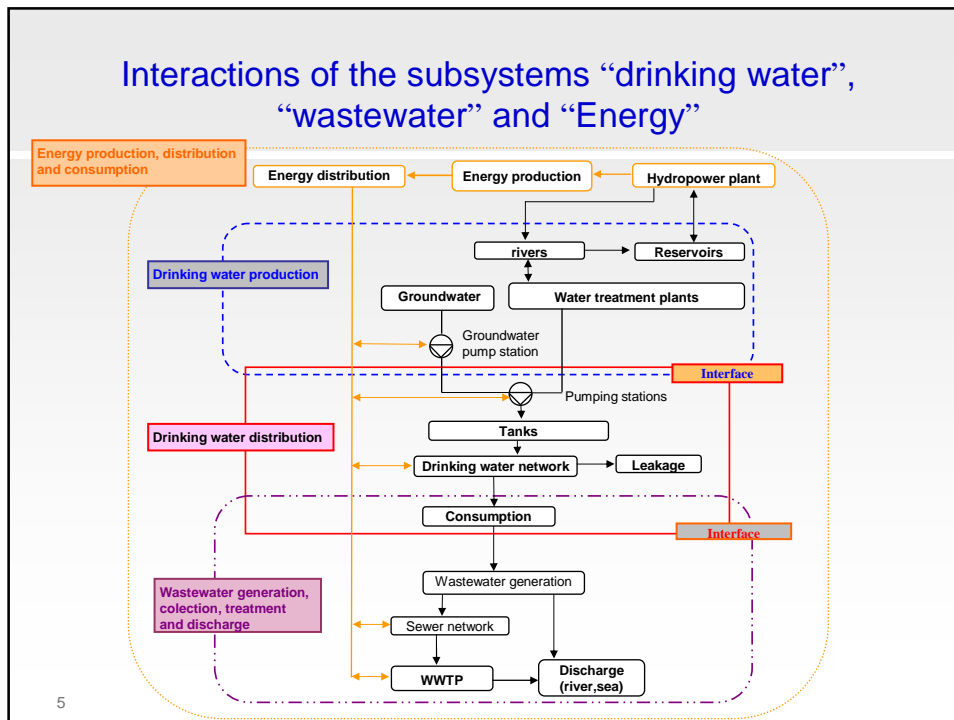 Interactions of the subsystems “drinking water”,
“wastewater” and “Energy”
Energy production, distribution
and consumption
Energy distribution
Energy production
Hydropower plant
rivers
Reservoirs
Drinking water production
Groundwater
Water treatment plants
Groundwater
pump station
Interface
Pumping stations
Tanks
Drinking water distribution
Drinking water network
Leakage
Consumption
Interface
Wastewater generation
Wastewater generation,
colection, treatment
and discharge
Sewer network
WWTP
Discharge
(river,sea)
5